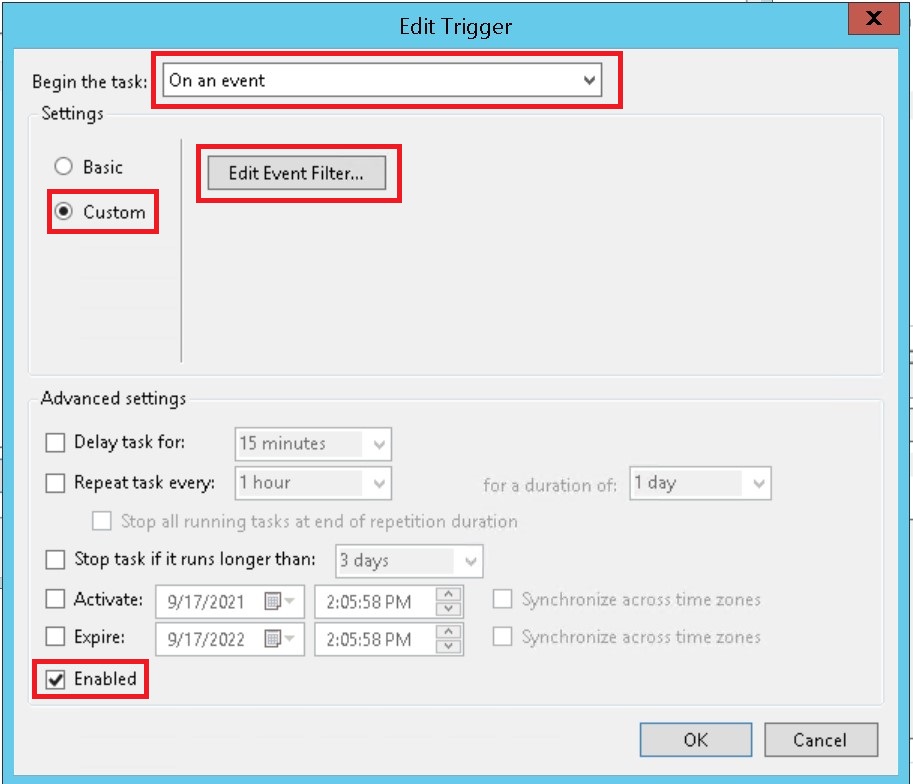 Edit Trigger
X
Begin the task: On an event
Settings
Basic
Edit Event Filter...
Custom
Advanced settings
Delay task for: 15 minutes
Repeat task every: 1 hour for a duration of: 1 day
Stop all running tasks at end of repetition duration
Stop task if it runs longer than: 3 days
Activate: 9/17/2021 2:05:58 PM Synchronize across time zones
Expire: 9/17/2022 2:05:58 PM Synchronize across time zones
Enabled
OK Cancel